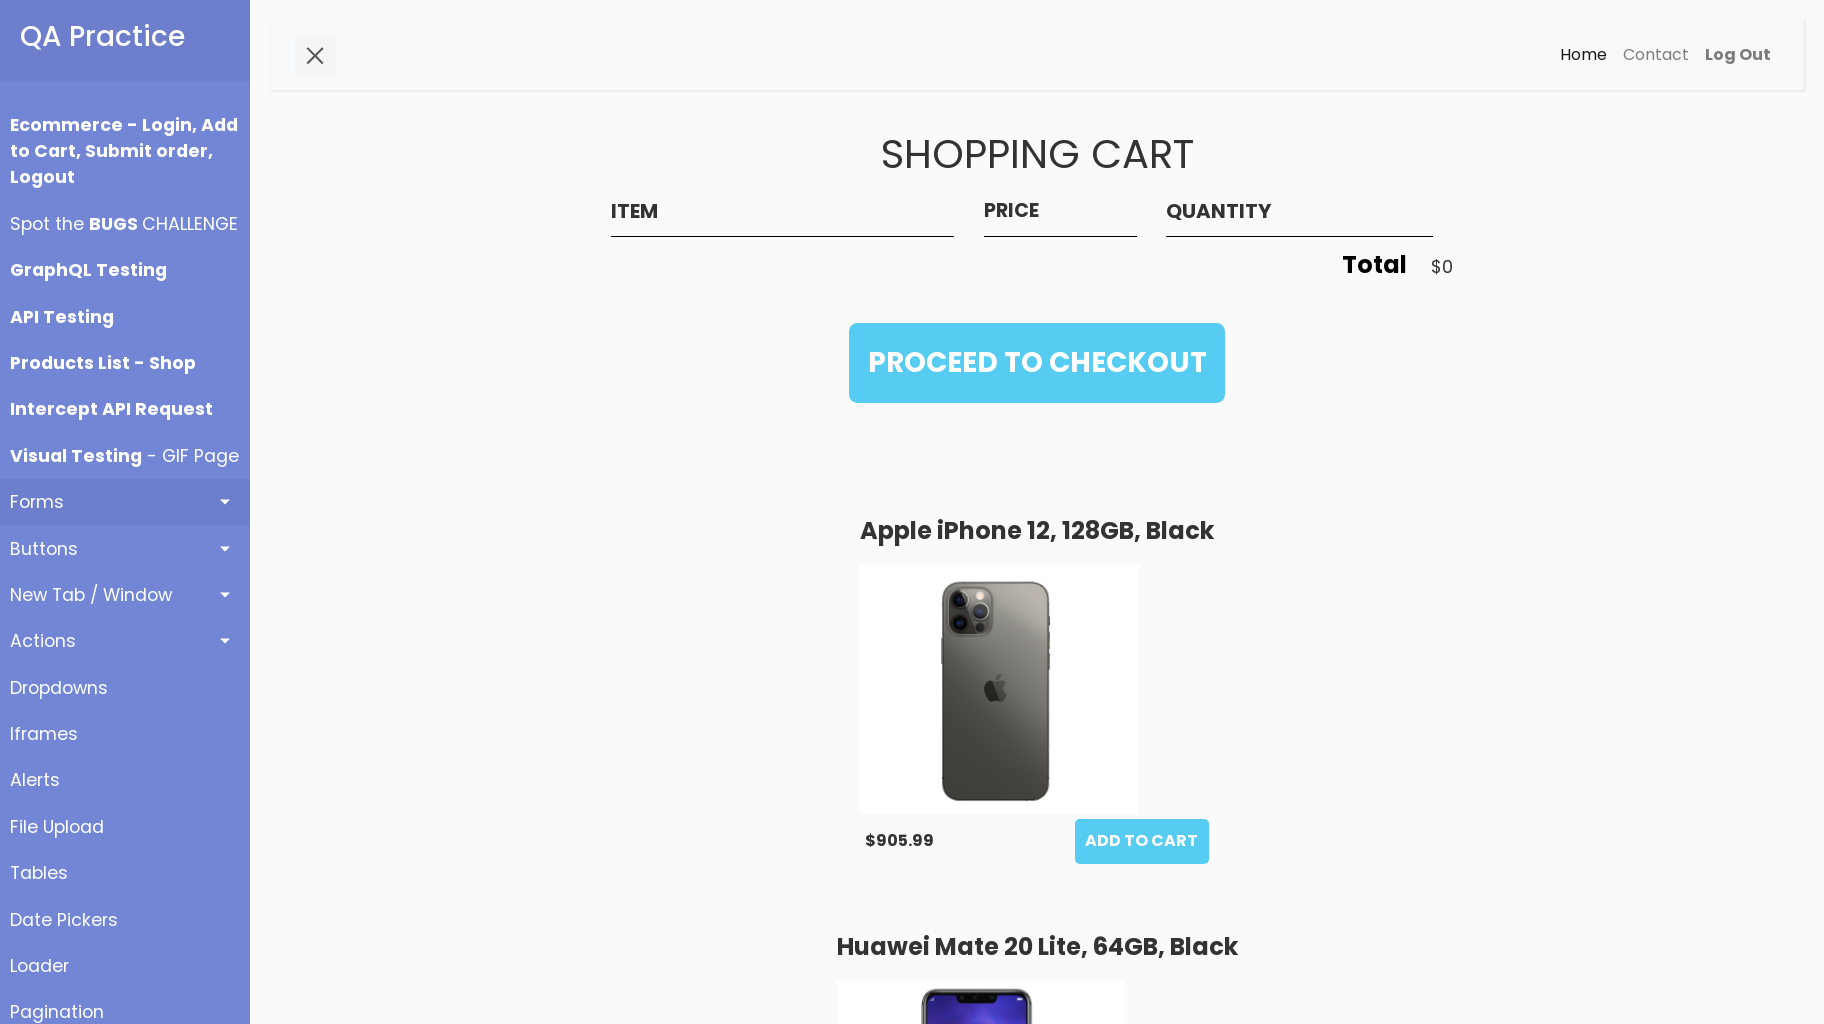 QA Practice
Home
Contact
Log Out
Ecommerce - Login, Add
to Cart, Submit order,
Logout
Spot the BUGS CHALLENGE
GraphQL Testing
API Testing
Products List - Shop
Intercept API Request
Visual Testing - GIF Page
Forms
Buttons
New Tab / Window
Actions
Dropdowns
Iframes
Alerts
File Upload
Tables
Date Pickers
Loader
Pagination
SHOPPING CART
ITEM
PRICE
QUANTITY
Total $0
PROCEED TO CHECKOUT
Apple iPhone 12, 128GB, Black
$905.99
ADD TO CART
Huawei Mate 20 Lite, 64GB, Black